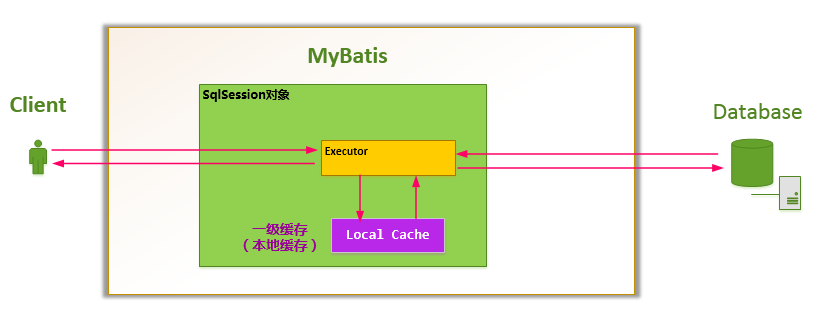 MyBatis
Client
SqlSession对象
Database
Executor
一级缓存
（本地缓存）
Local Cache